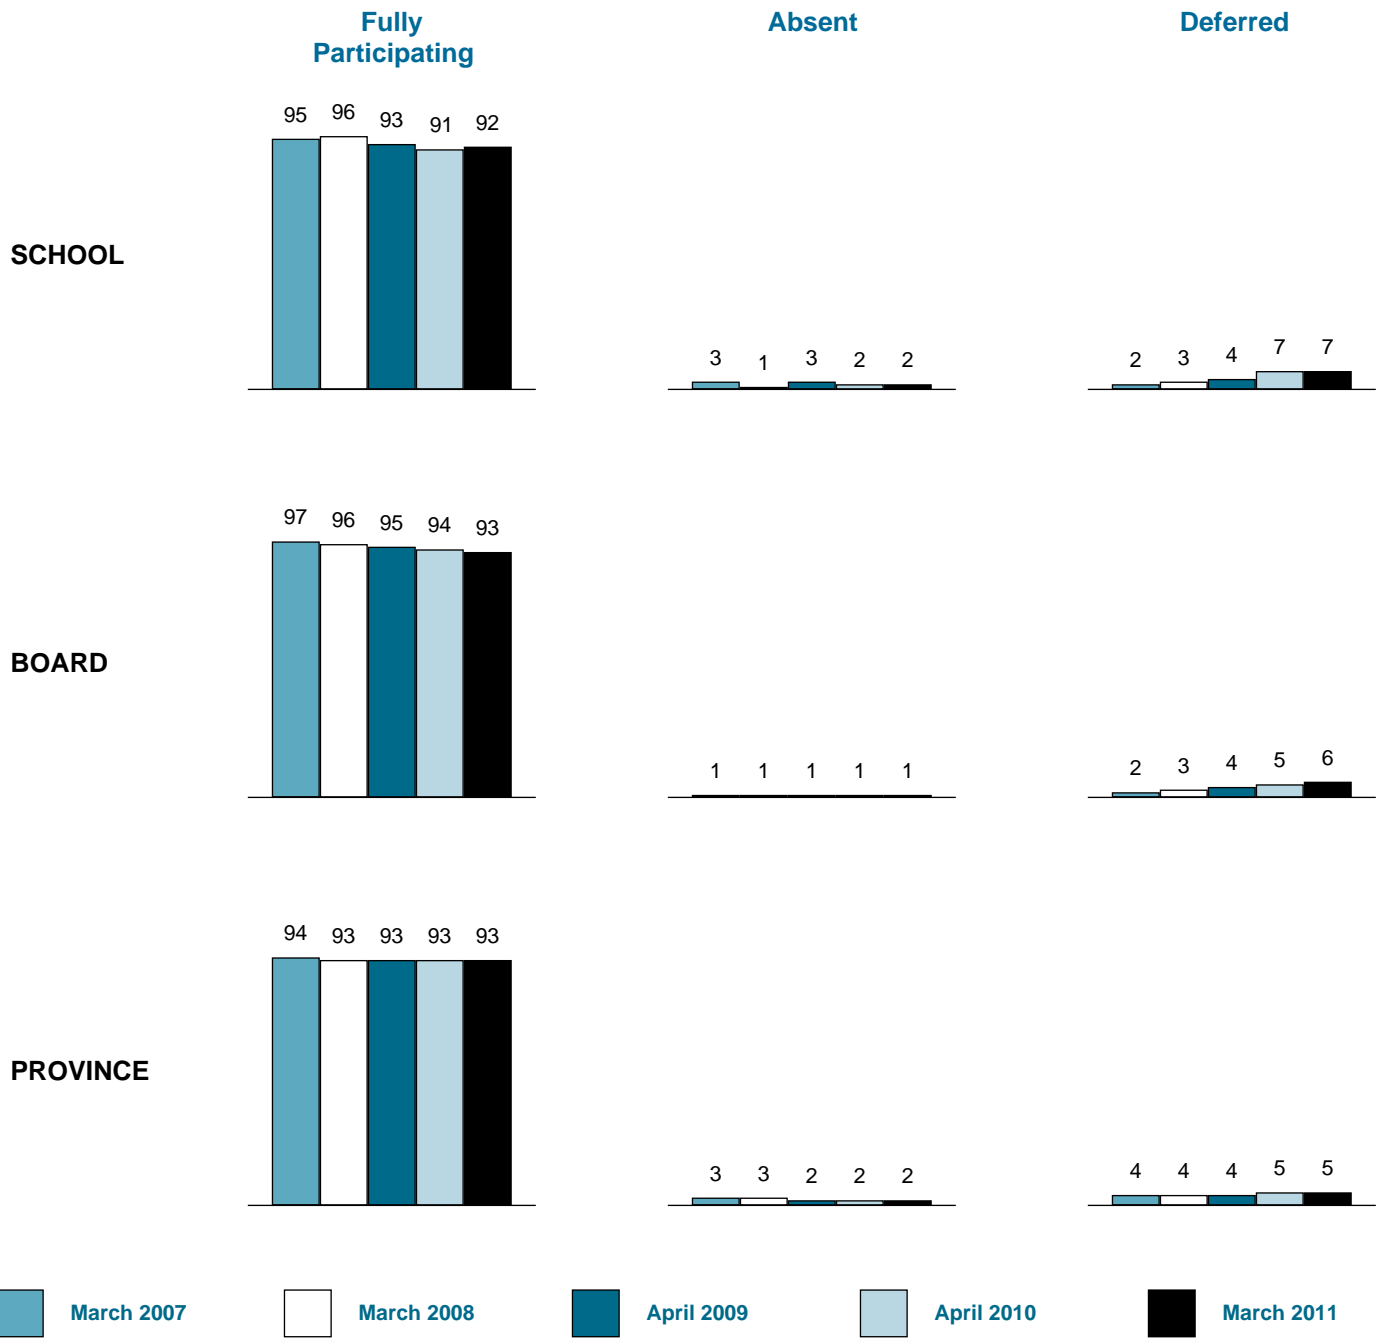 Fully
Participating
Absent
Deferred
SCHOOL
95 96 93 91 92
3 1 3 2 2
2 3 4 7 7
BOARD
97 96 95 94 93
1 1 1 1 1
2 3 4 5 6
PROVINCE
94 93 93 93 93
3 3 2 2 2
4 4 4 5 5
March 2007
March 2008
April 2009
April 2010
March 2011